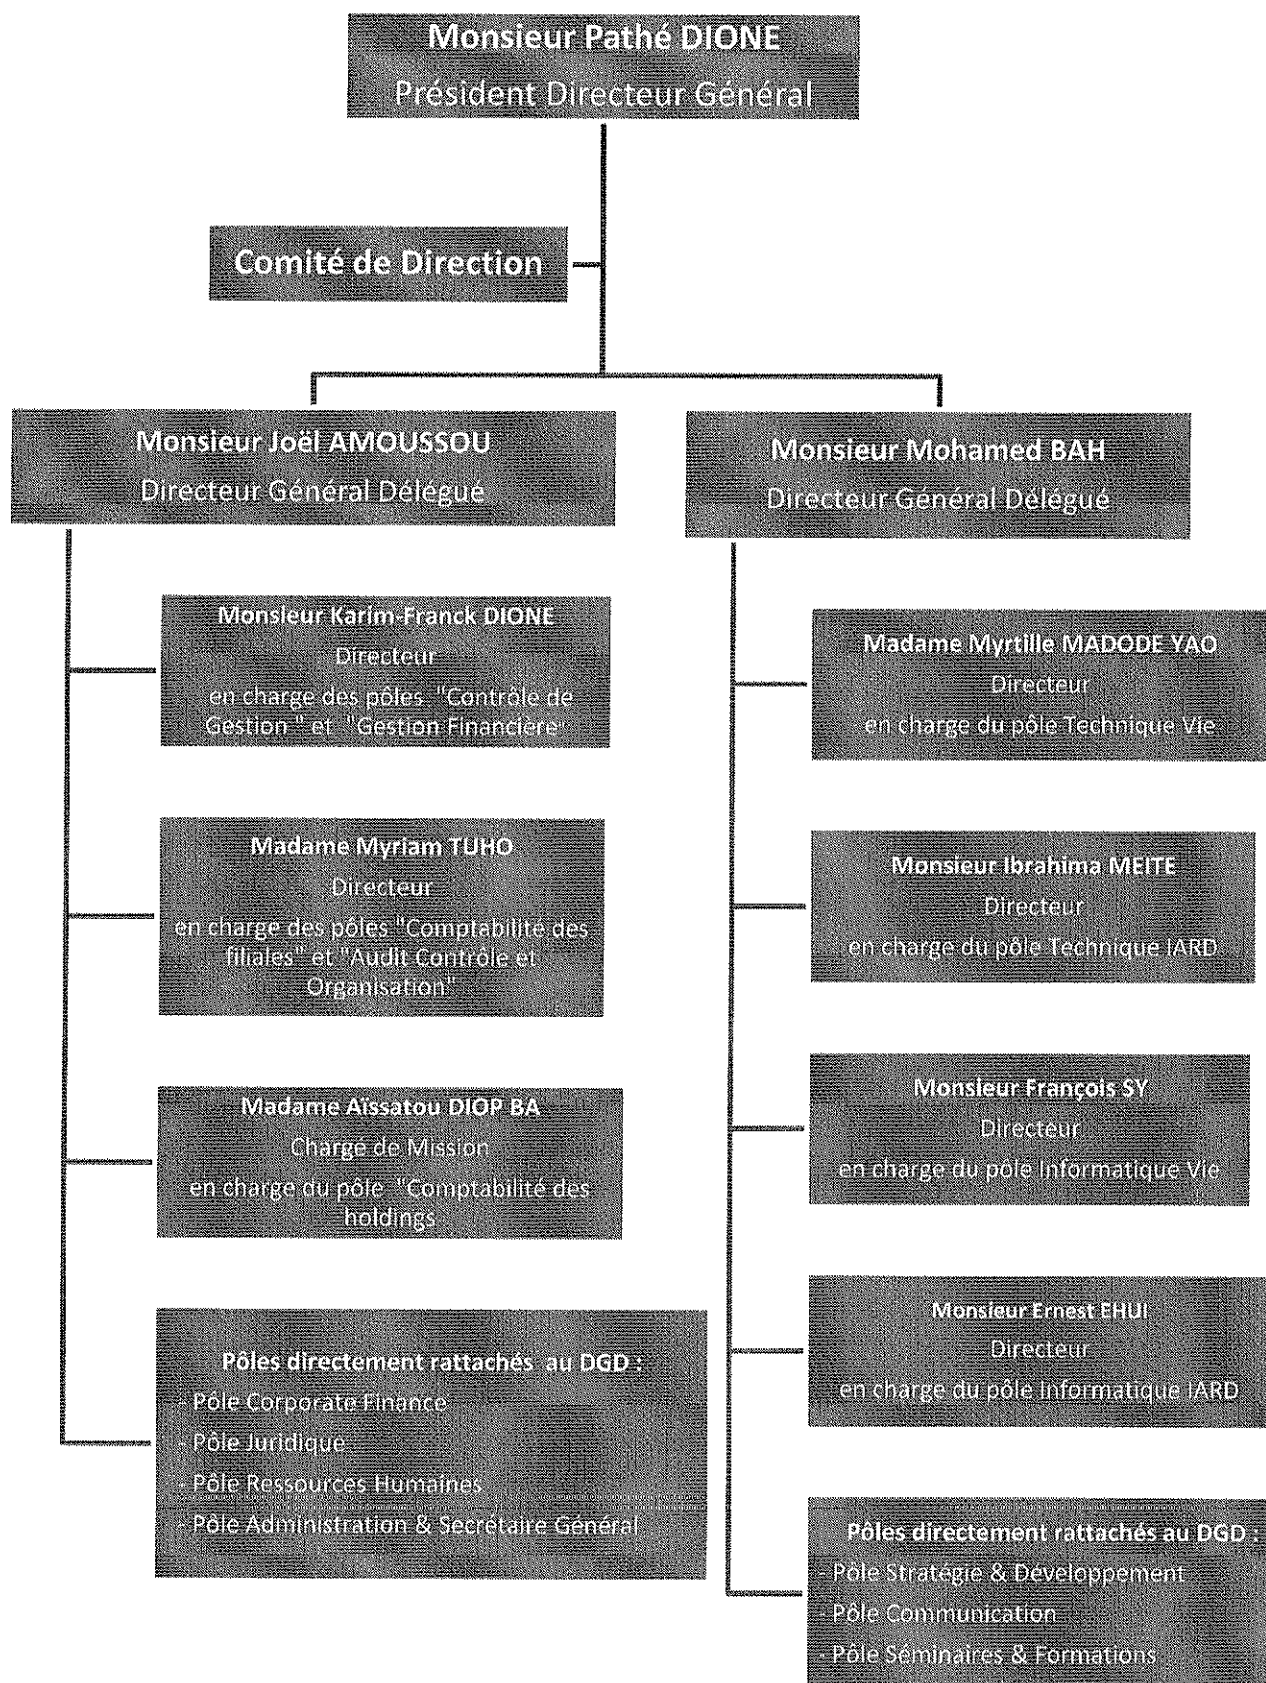 Monsieur Pathé DIONE
Président Directeur Général
Comité de Direction
Monsieur Joël AMOUSSOU
Directeur Général Délégué
Monsieur Karim-Franck DIONE
Directeur
en charge des pôles "Contrôle de
Gestion " et "Gestion Financière"
Madame Myriam TUHO
Directeur
en charge des pôles "Comptabilité des
filiales" et "Audit Contrôle et
Organisation"
Madame Aïssatou DIOP BA
Chargé de Mission
en charge du pôle "Comptabilité des
holdings
Pôles directement rattachés au DGD :
- Pôle Corporate Finance
- Pôle Juridique
- Pôle Ressources Humaines
- Pôle Administration & Secrétaire Général
Monsieur Mohamed BAH
Directeur Général Délégué
Madame Myrtille MADODE YAO
Directeur
en charge du pôle Technique Vie
Monsieur Ibrahima MEITE
Directeur
en charge du pôle Technique IARD
Monsieur François SY
Directeur
en charge du pôle Informatique Vie
Monsieur Ernest EHUI
Directeur
en charge du pôle Informatique IARD
Pôles directement rattachés au DGD :
- Pôle Stratégie & Développement
- Pôle Communication
- Pôle Séminaires & Formations